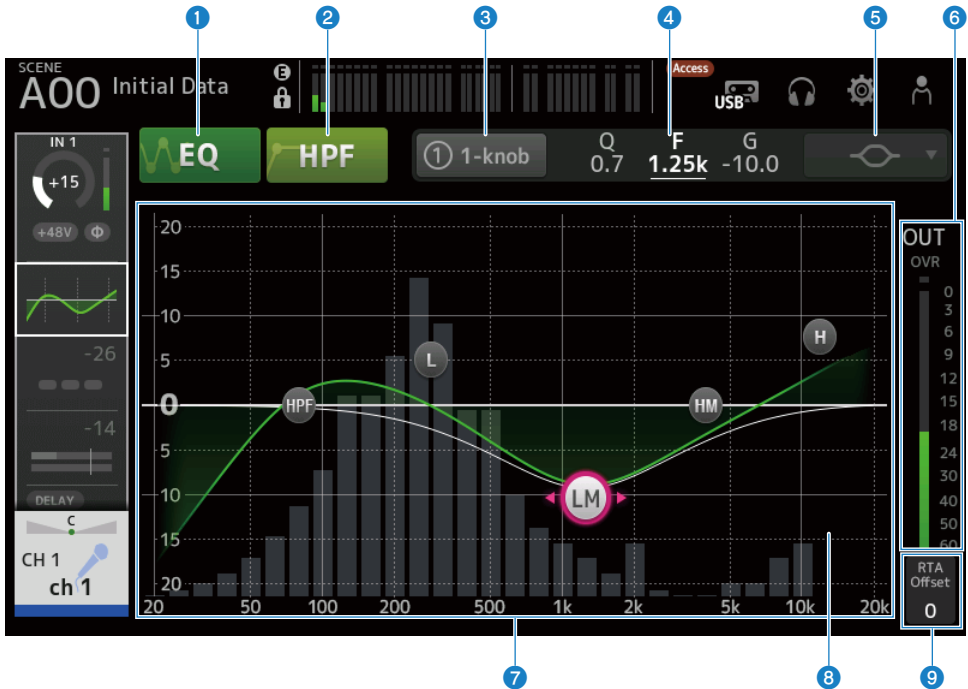 1 2 3 4 5 6
SCENE
A00 Initial Data
E
Access
USB
IN 1
+15
+48V Φ
EQ
HPF
1 1-knob
Q F G
0.7 1.25k -10.0
-26
-14
DELAY
C
CH 1
ch 1
20
15
10
5
0
5
10
15
20
HPF
L
LM
HM
H
20 50 100 200 500 1k 2k 5k 10k 20k
OUT
OVR
0
3
6
9
12
15
18
24
30
40
50
60
RTA
Offset
0
7 8 9